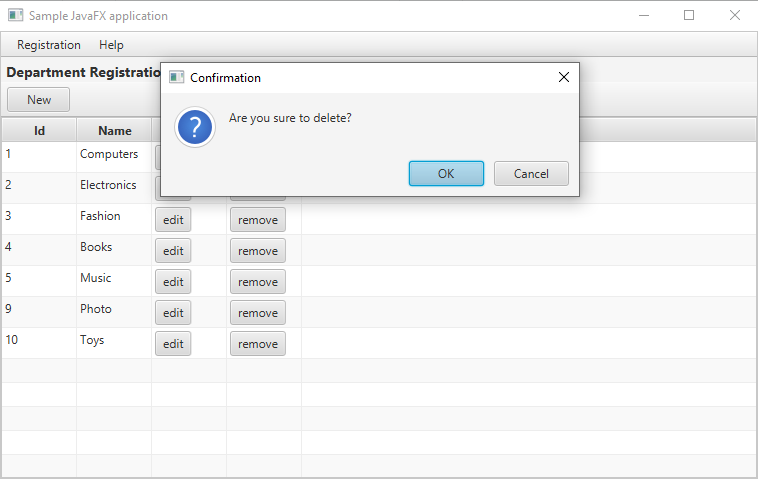 Sample JavaFX application
Registration Help
Department Registratio
Confirmation
Are you sure to delete?
OK Cancel
New
Id Name
1 Computers
2 Electronics
3 Fashion edit remove
4 Books edit remove
5 Music edit remove
9 Photo edit remove
10 Toys edit remove